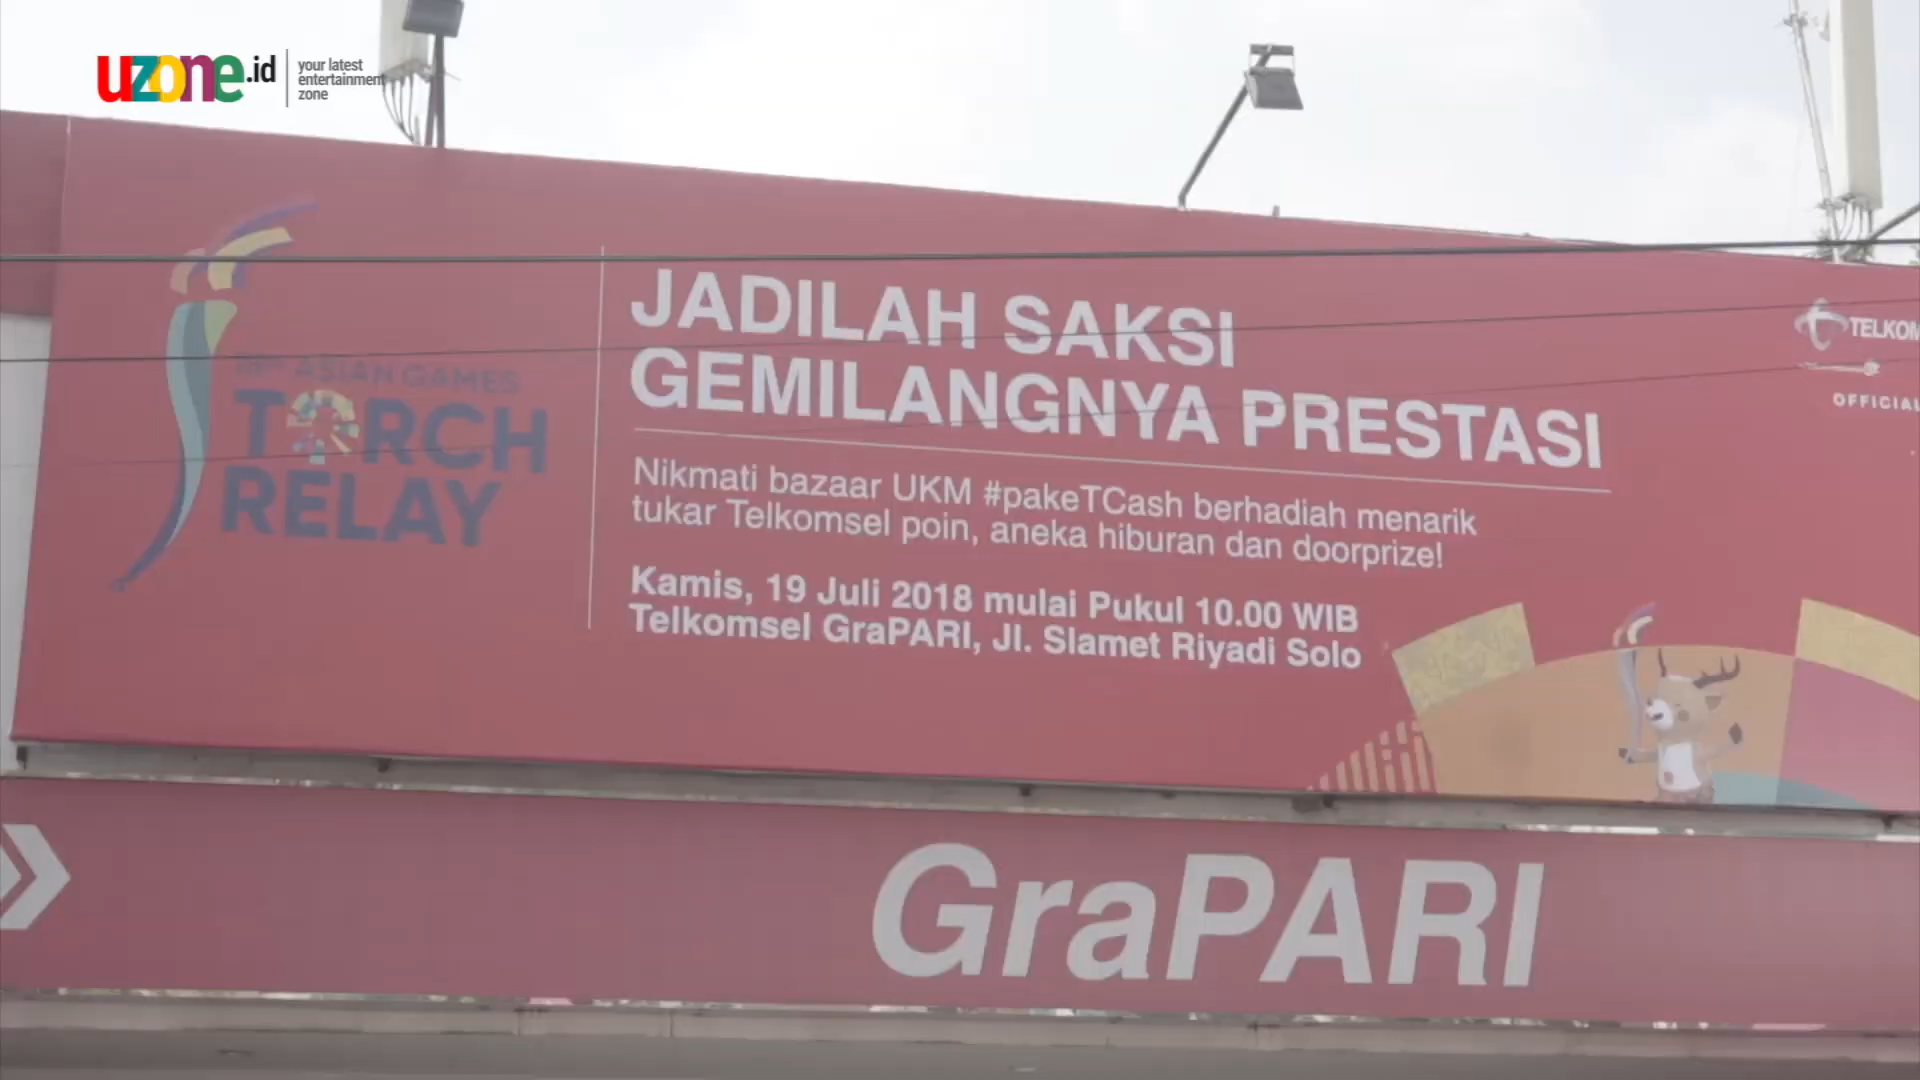 uzone.id
your latest
entertainment
zone
18TH ASIAN GAMES
TORCH
RELAY
JADILAH SAKSI
GEMILANGNYA PRESTASI
Nikmati bazaar UKM #pakeTCash berhadiah menarik
tukar Telkomsel poin, aneka hiburan dan doorprize!
Kamis, 19 Juli 2018 mulai Pukul 10.00 WIB
Telkomsel GraPARI, Jl. Slamet Riyadi Solo
TELKOM
OFFICIAL
GraPARI